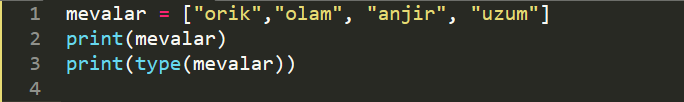 1 mevalar = ["orik","olam", "anjir", "uzum"]
2 print(mevalar)
3 print(type(mevalar))
4